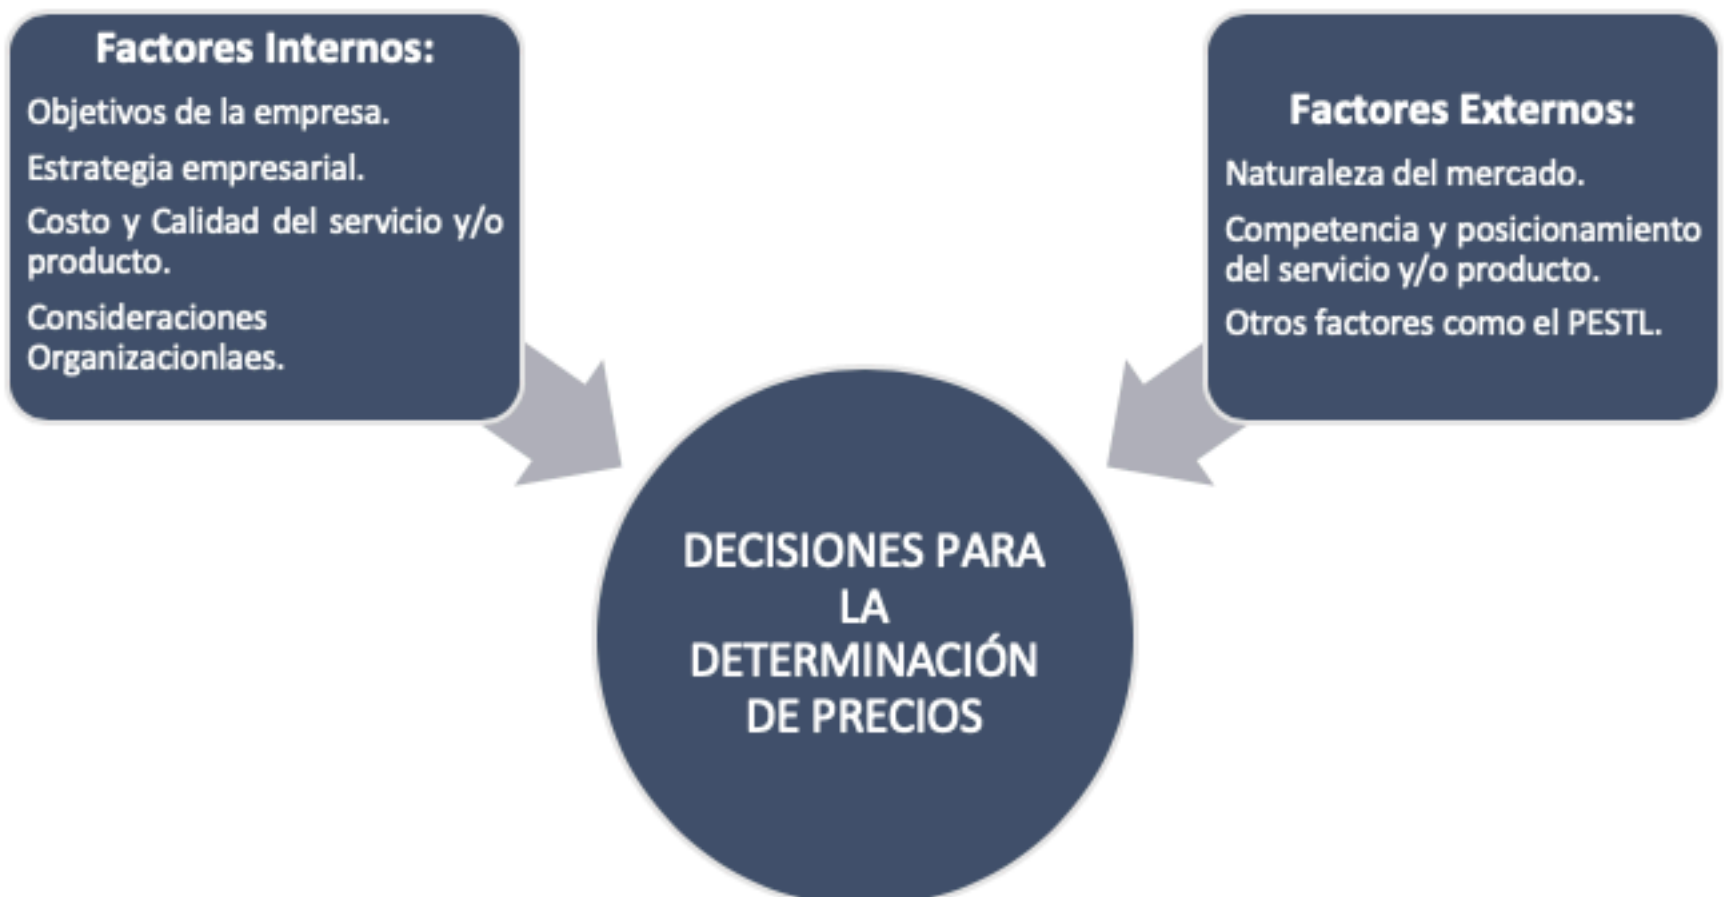 Factores Internos:
Objetivos de la empresa.
Estrategia empresarial.
Costo y Calidad del servicio y/o
producto.
Consideraciones
Organizacionlaes.
Factores Externos:
Naturaleza del mercado.
Competencia y posicionamiento
del servicio y/o producto.
Otros factores como el PESTL.
DECISIONES PARA
LA
DETERMINACIÓN
DE PRECIOS